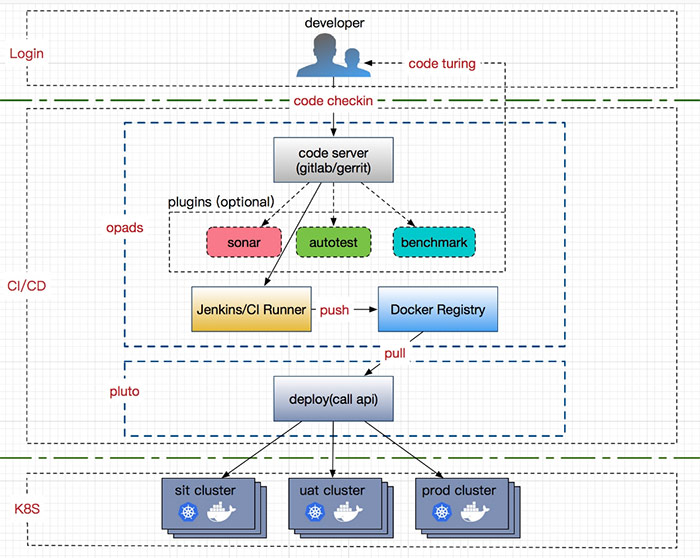 developer
Login
code turing
code checkin
code server
(gitlab/gerrit)
plugins (optional)
opads
sonar
autotest
benchmark
CI/CD
Jenkins/CI Runner
push
Docker Registry
pull
pluto
deploy(call api)
sit cluster
uat cluster
prod cluster
K8S